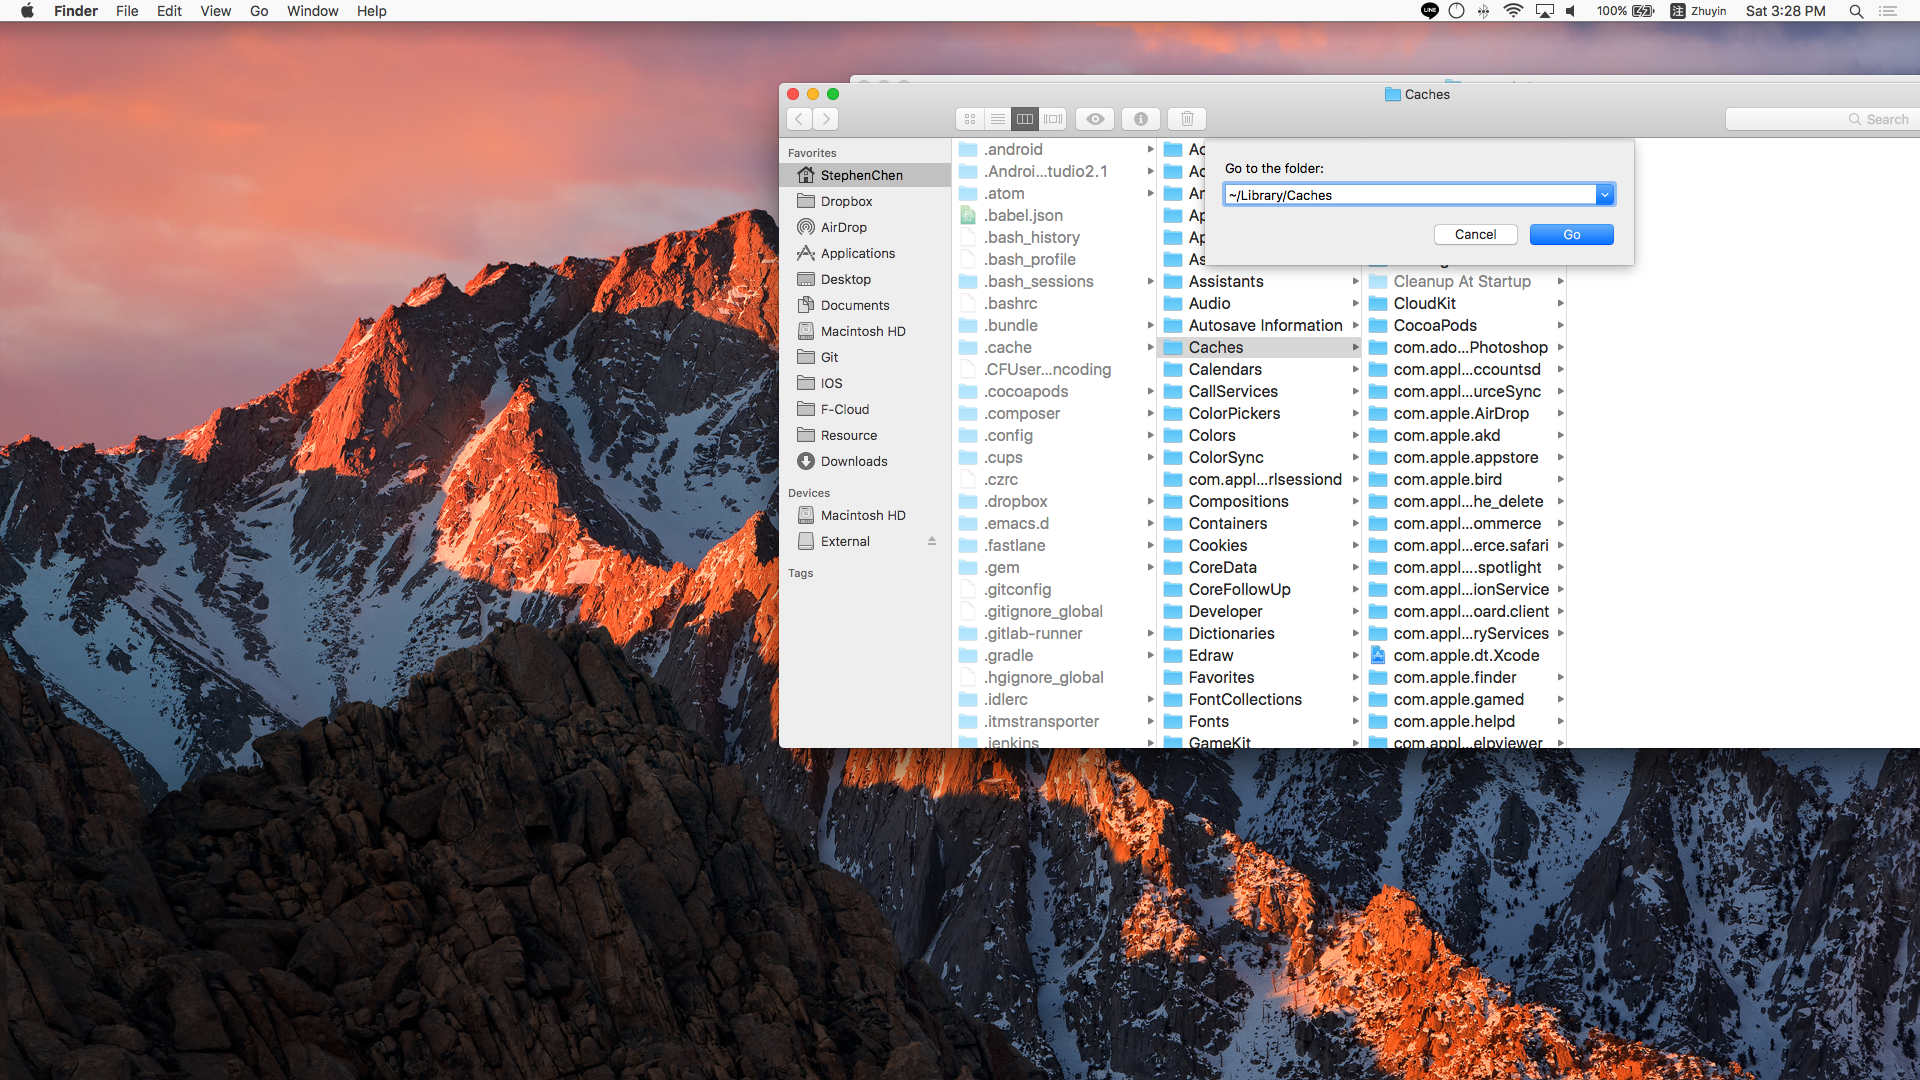 Finder File Edit View Go Window Help
LINE 100% 注 Zhuyin Sat 3:28 PM
Caches
Search
Favorites
StephenChen
Dropbox
AirDrop
Applications
Desktop
Documents
Macintosh HD
Git
IOS
F-Cloud
Resource
Downloads
Devices
Macintosh HD
External
Tags
.android
.Androi...tudio2.1
.atom
.babel.json
.bash_history
.bash_profile
.bash_sessions
.bashrc
.bundle
.cache
.CFUser...ncoding
.cocoapods
.composer
.config
.cups
.czrc
.dropbox
.emacs.d
.fastlane
.gem
.gitconfig
.gitignore_global
.gitlab-runner
.gradle
.hgignore_global
.idlerc
.itmstransporter
.jenkins
Assistants
Audio
Autosave Information
Caches
Calendars
CallServices
ColorPickers
Colors
ColorSync
com.appl...rlsessiond
Compositions
Containers
Cookies
CoreData
CoreFollowUp
Developer
Dictionaries
Edraw
Favorites
FontCollections
Fonts
GameKit
Go to the folder:
~/Library/Caches
Cancel Go
Cleanup At Startup
CloudKit
CocoaPods
com.ado...Photoshop
com.appl...ccountsd
com.appl...urceSync
com.apple.AirDrop
com.apple.akd
com.apple.appstore
com.apple.bird
com.appl...he_delete
com.appl...ommerce
com.appl...erce.safari
com.appl....spotlight
com.appl...ionService
com.appl...oard.client
com.appl...ryServices
com.apple.dt.Xcode
com.apple.finder
com.apple.gamed
com.apple.helpd
com.appl...elpviewer